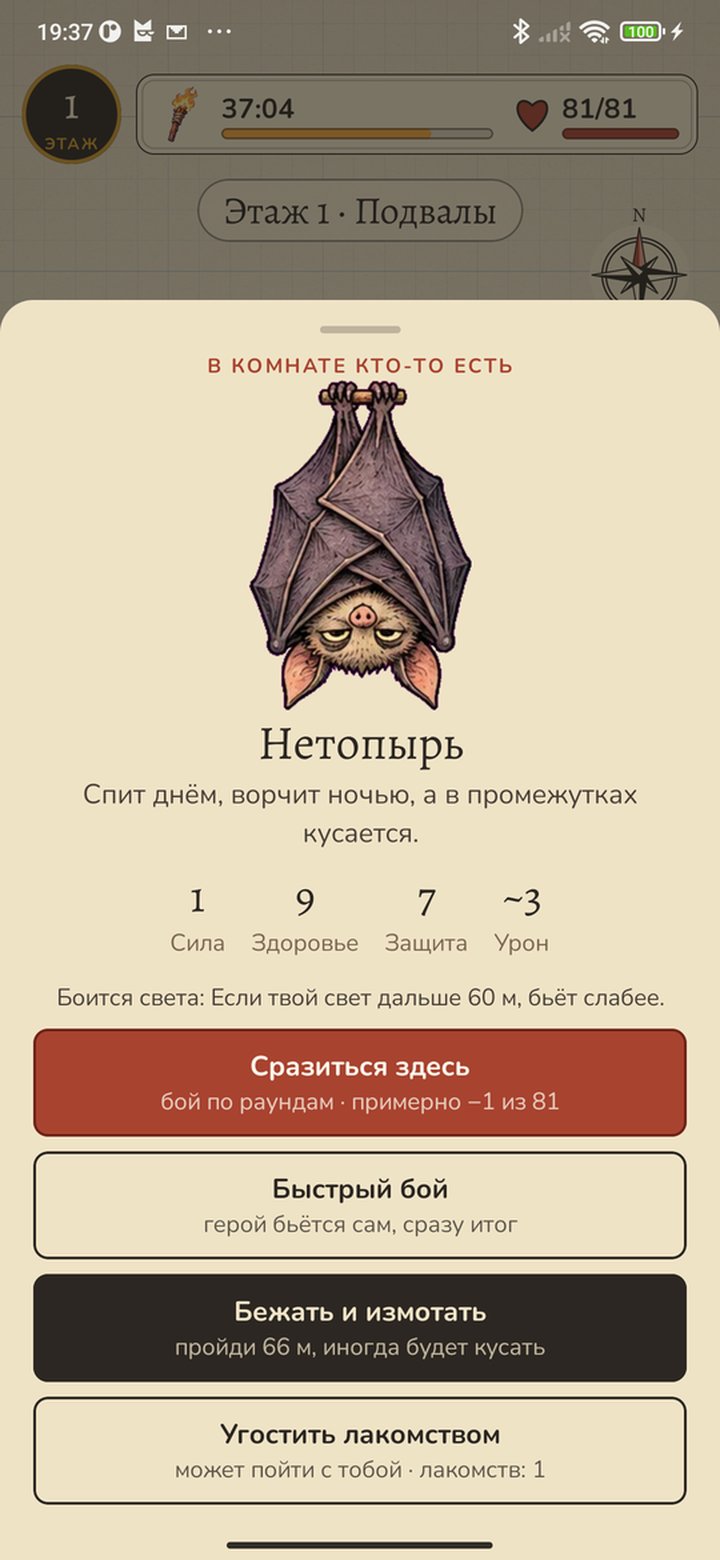 19:37
100
1
ЭТАЖ
37:04
81/81
Этаж 1 · Подвалы
N
В КОМНАТЕ КТО-ТО ЕСТЬ
Нетопырь
Спит днём, ворчит ночью, а в промежутках
кусается.
1 9 7 ~3
Сила Здоровье Защита Урон
Боится света: Если твой свет дальше 60 м, бьёт слабее.
Сразиться здесь
бой по раундам · примерно −1 из 81
Быстрый бой
герой бьётся сам, сразу итог
Бежать и измотать
пройди 66 м, иногда будет кусать
Угостить лакомством
может пойти с тобой · лакомств: 1